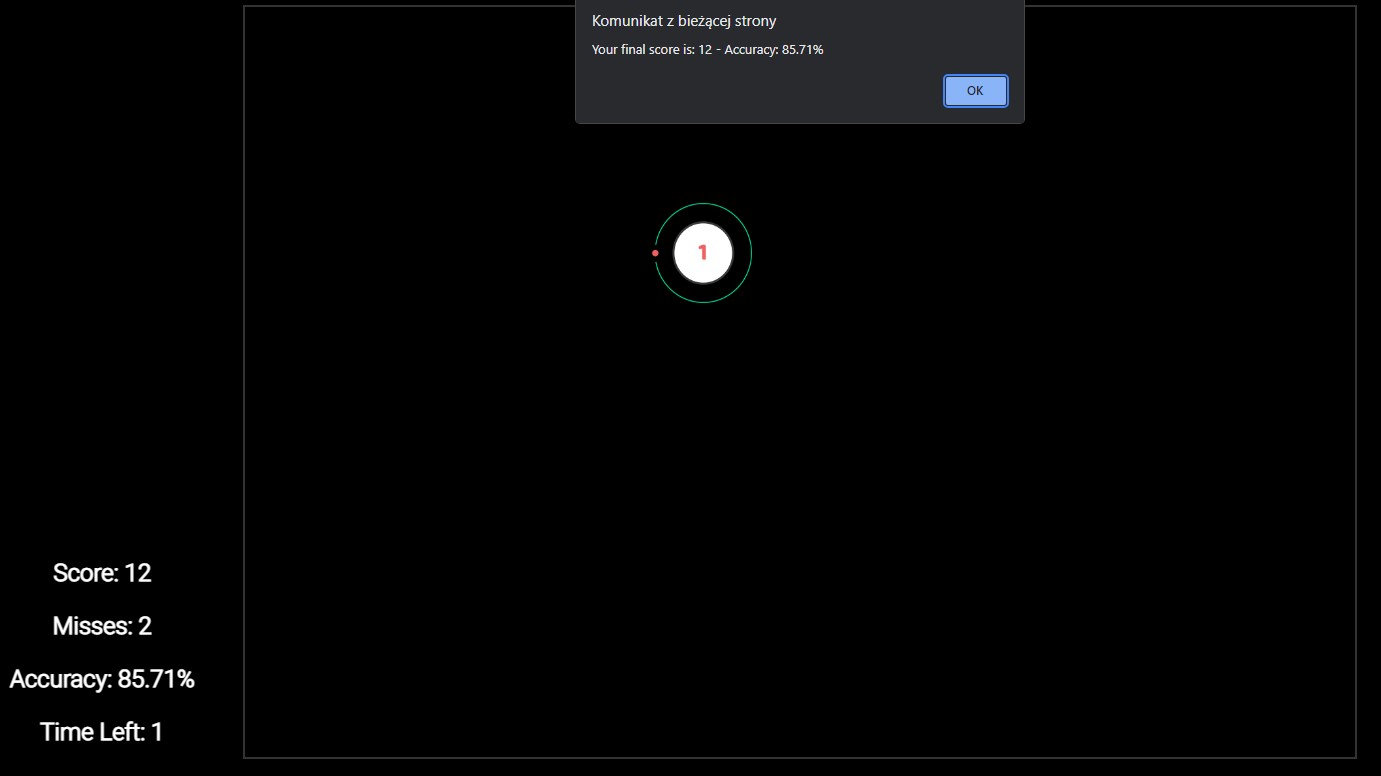 Komunikat z bieżącej strony
Your final score is: 12 - Accuracy: 85.71%
OK
1
Score: 12
Misses: 2
Accuracy: 85.71%
Time Left: 1